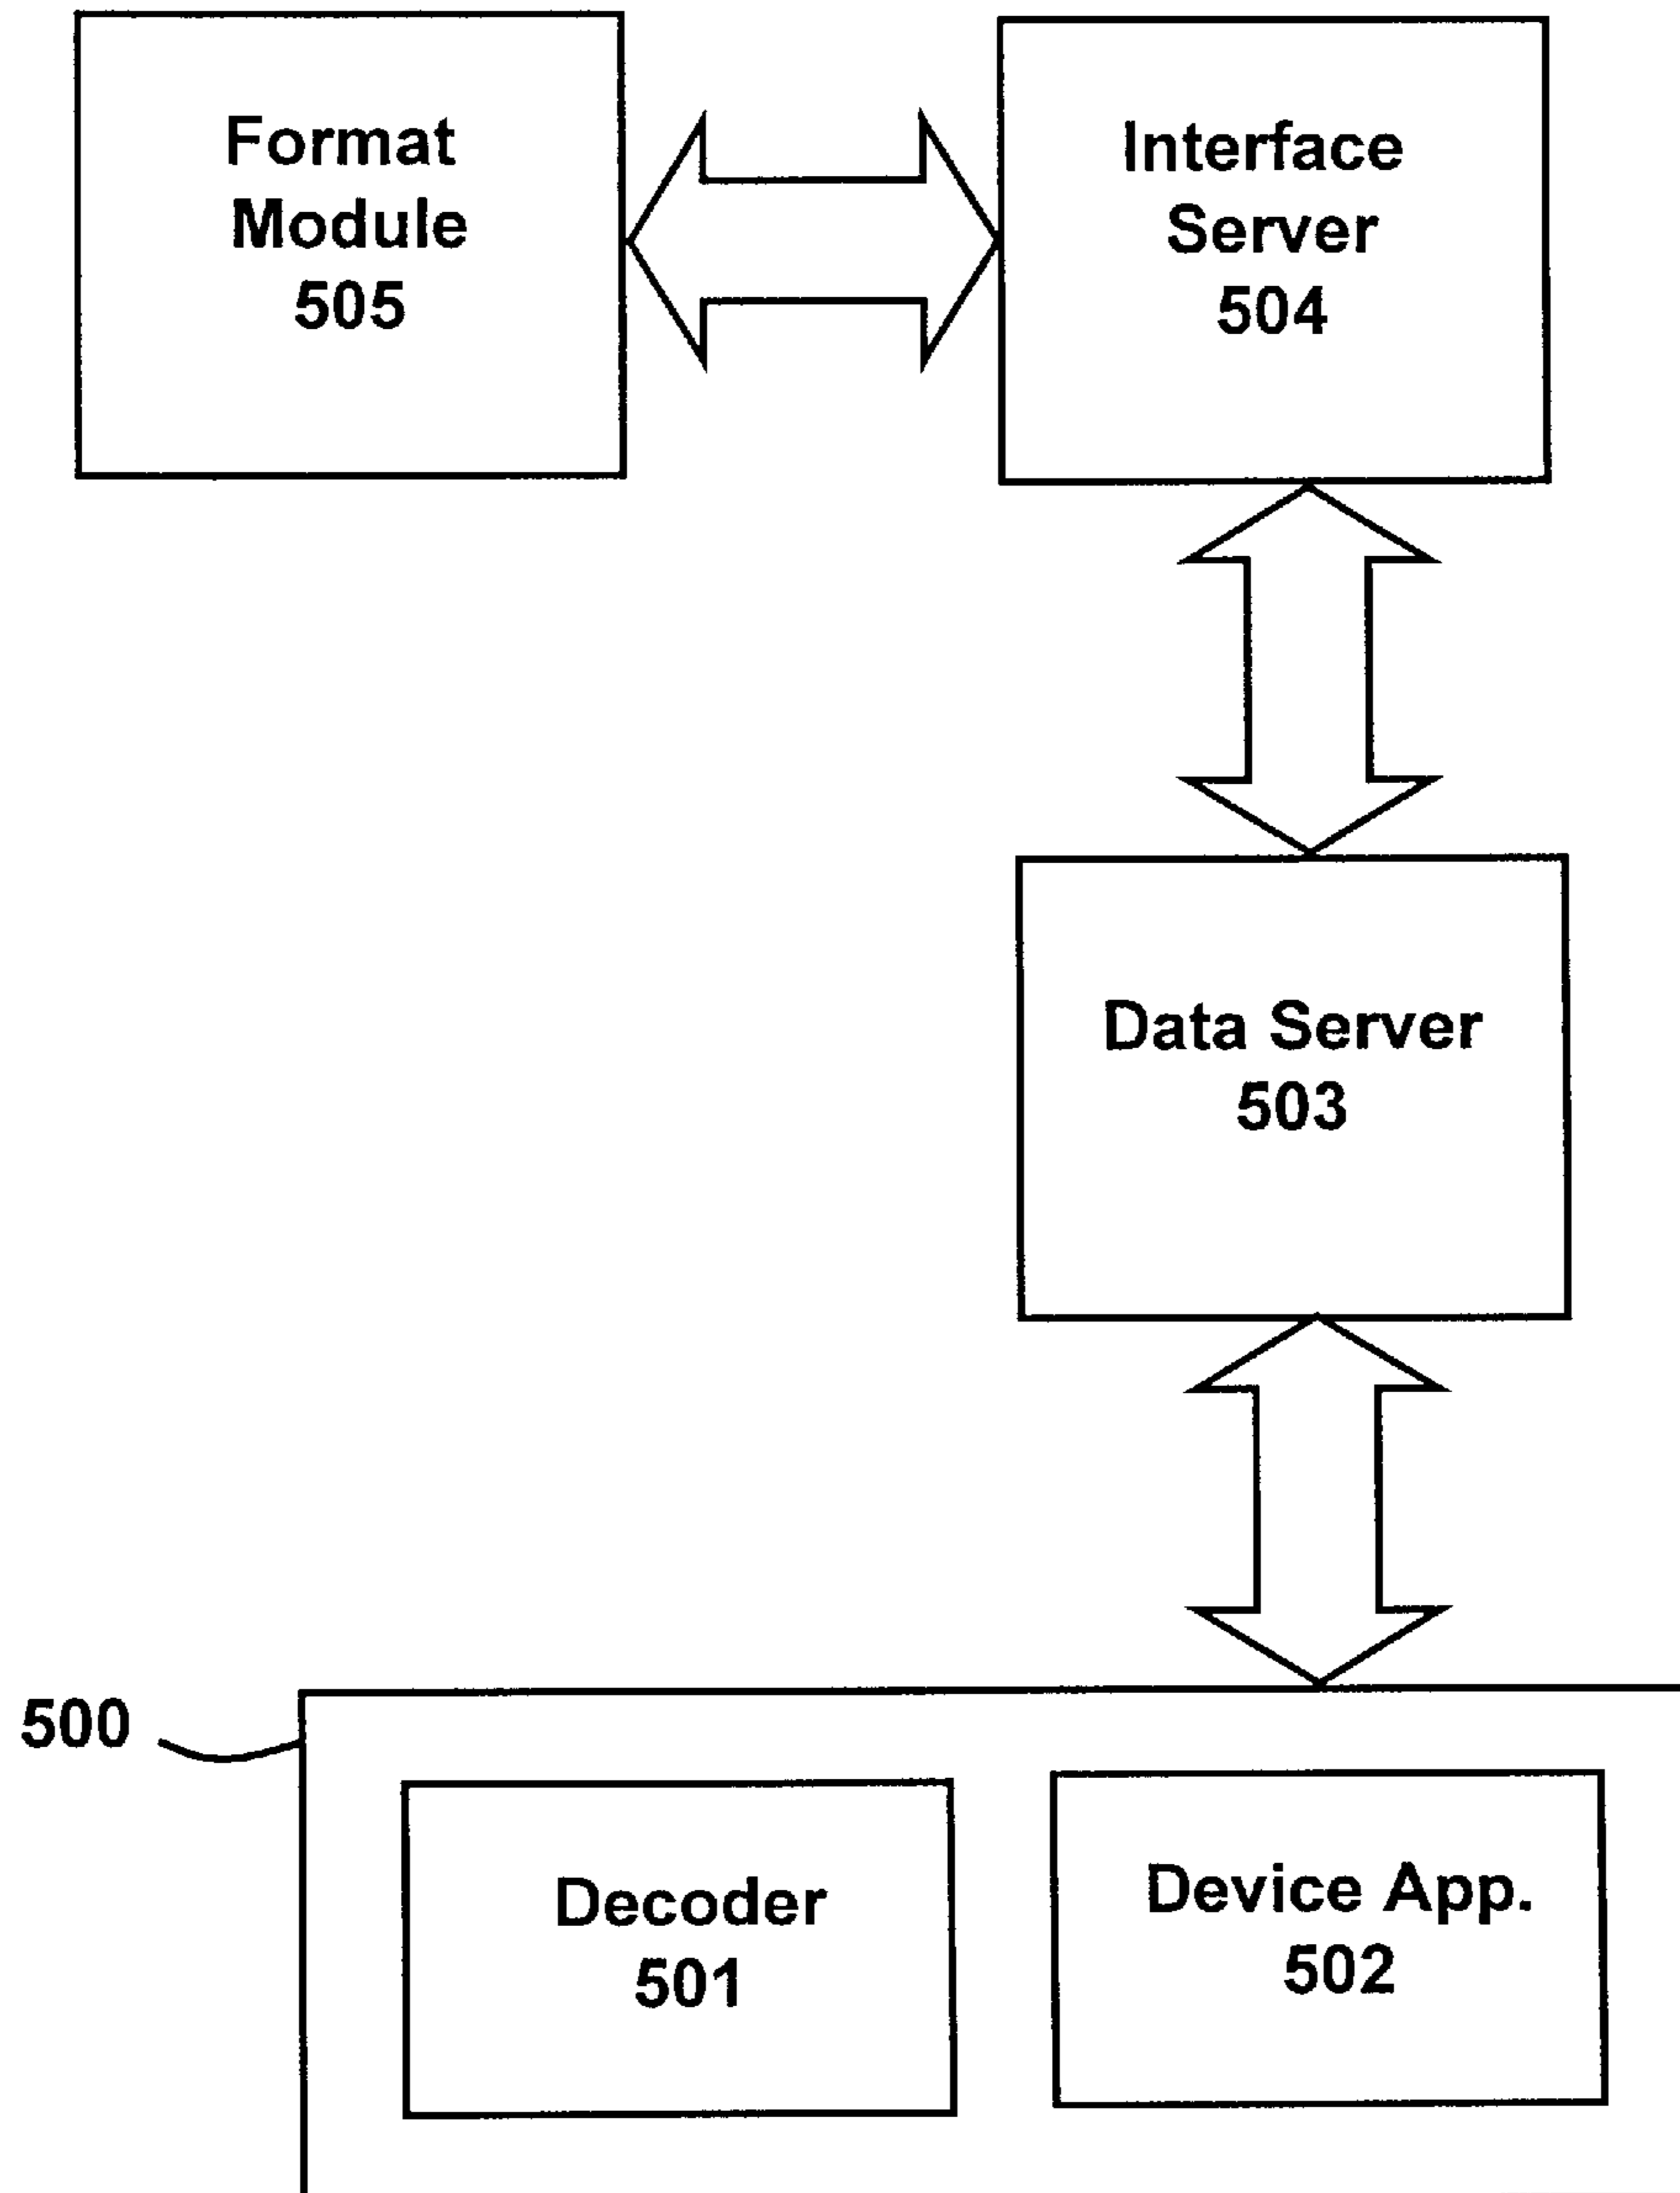 Format
Module
505
Interface
Server
504
Data Server
503
500
Decoder
501
Device App.
502